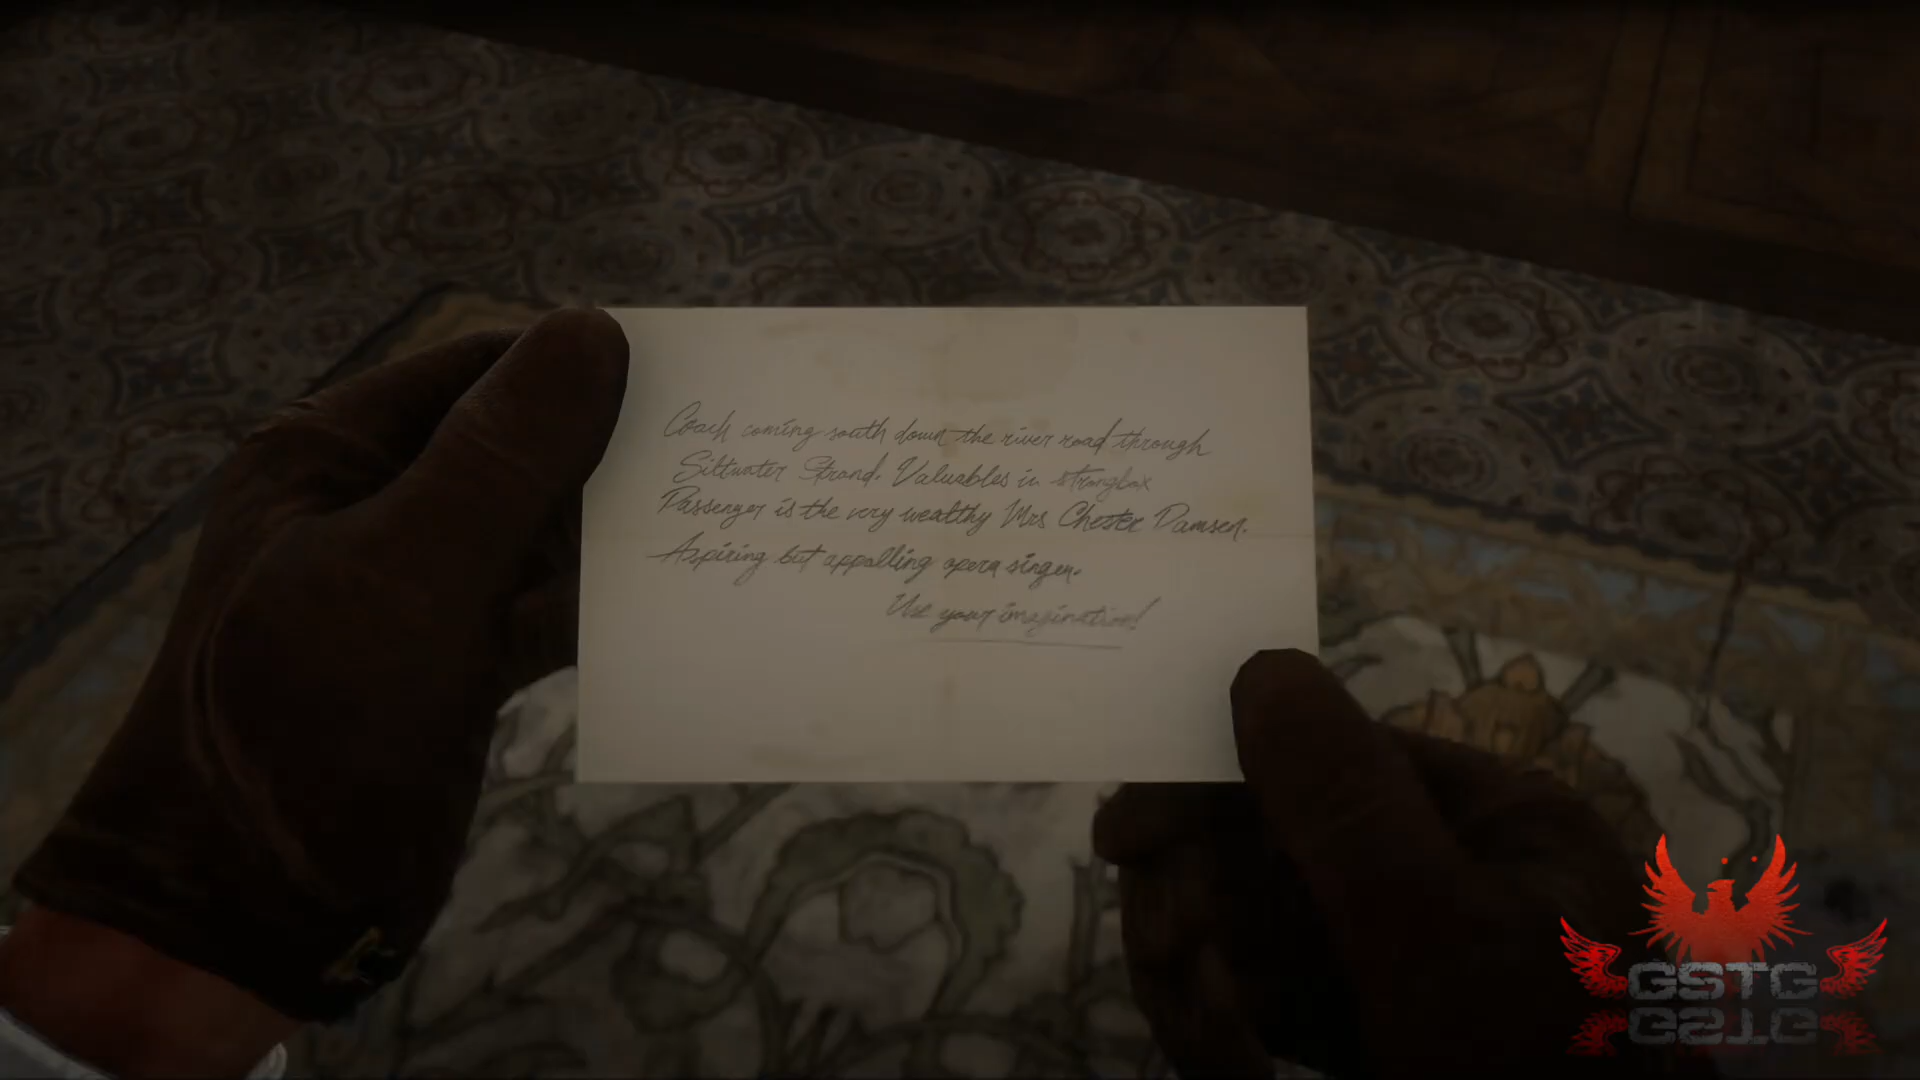 Coach coming south down the river road through
Siltwater Strand. Valuables in strongbox
Passenger is the very wealthy Mrs Chester Damsen.
Aspiring but appalling opera singer.
Use your imagination!
GSTG